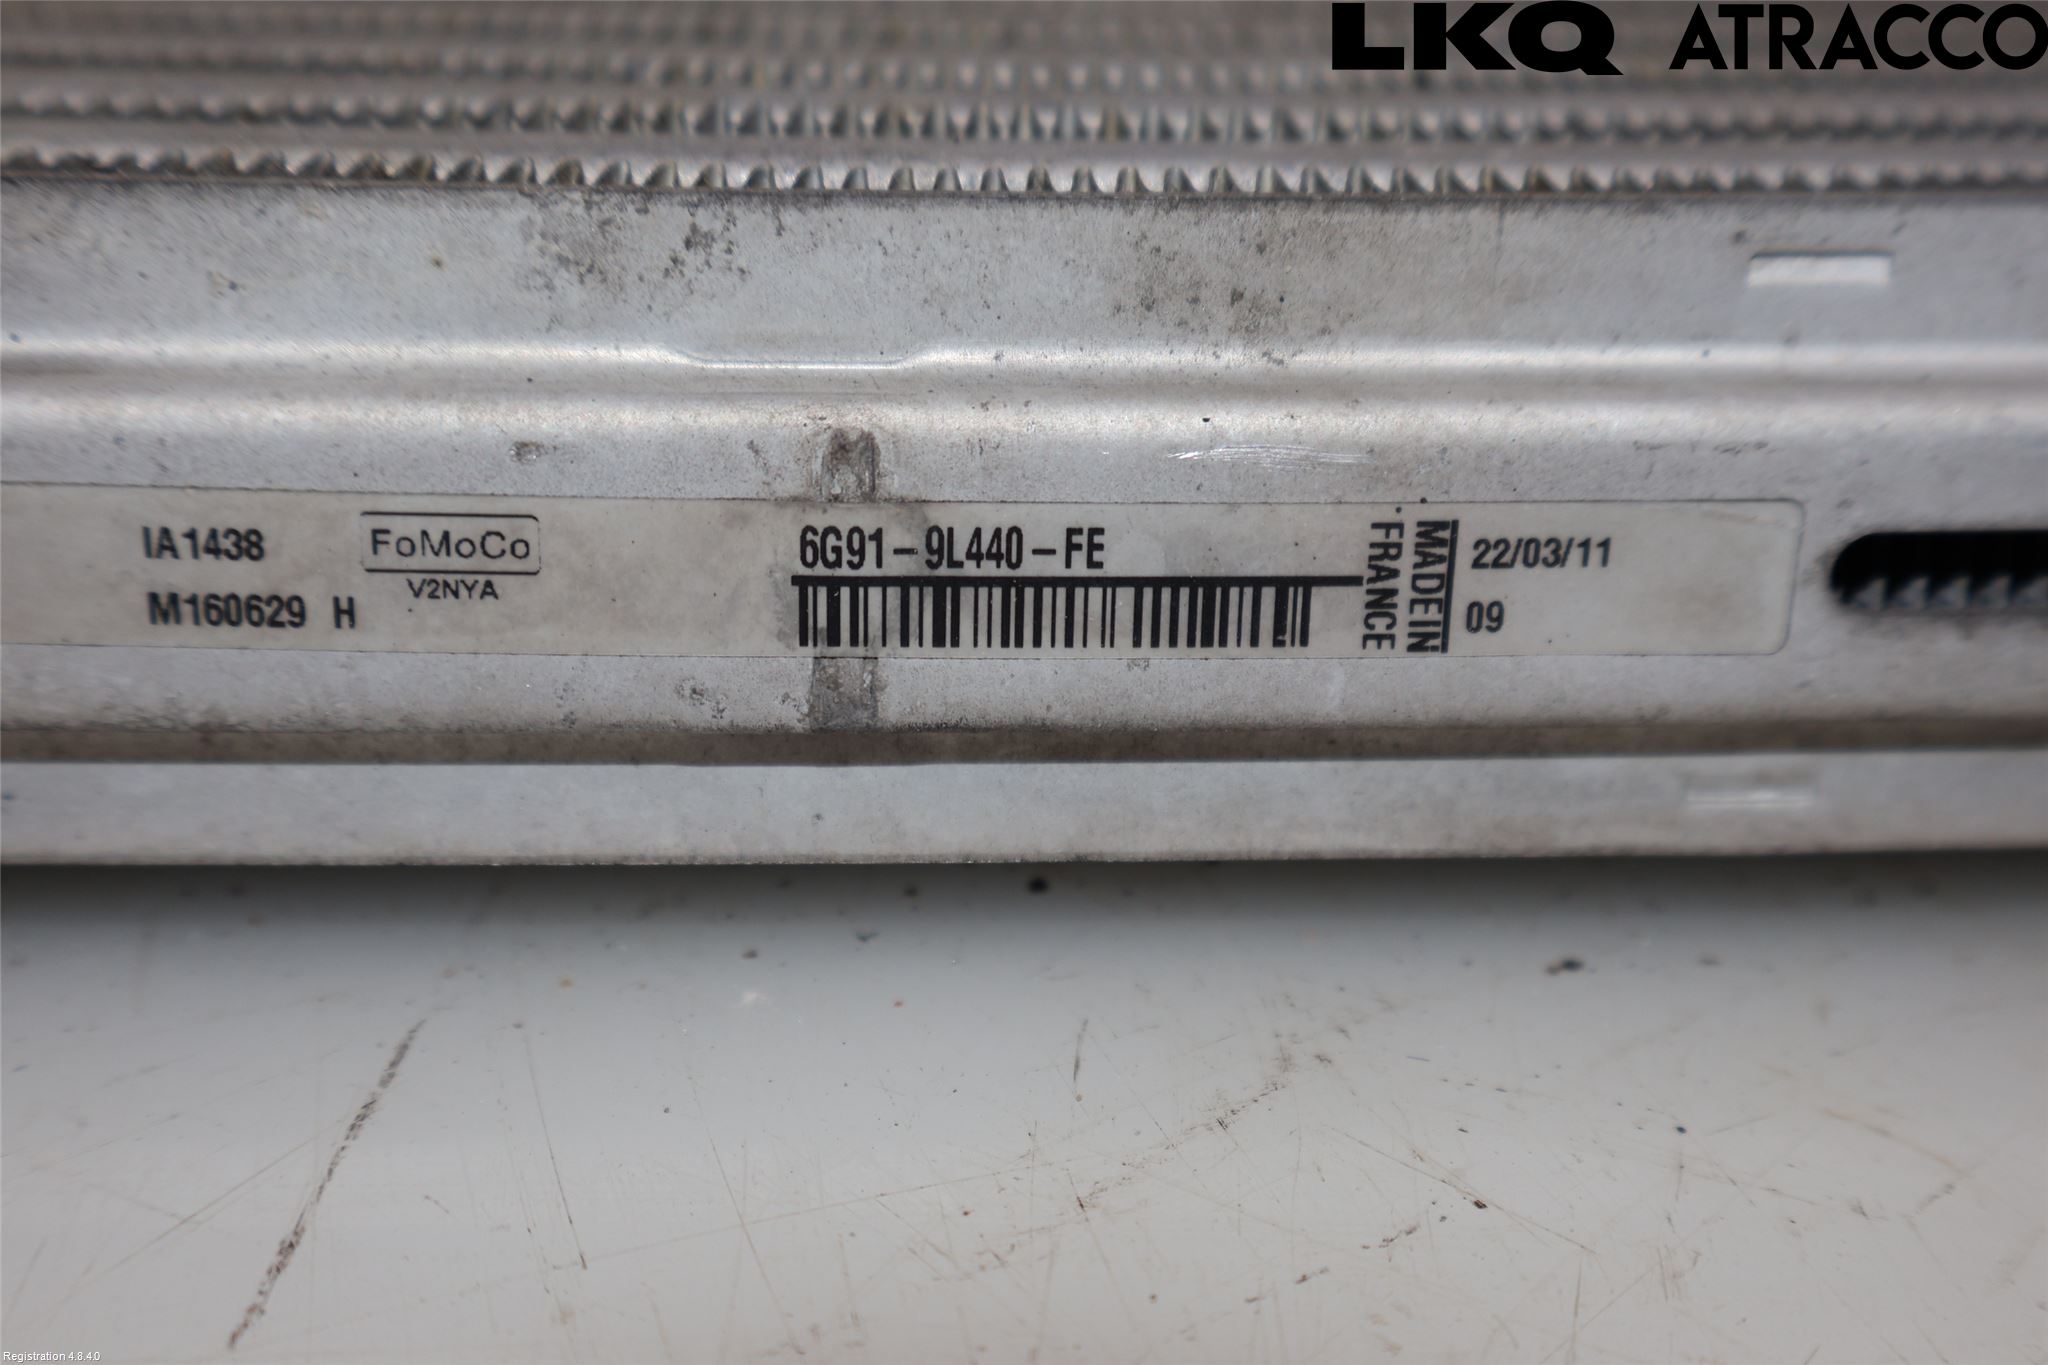 LKQ ATRACCO
IA1438
FoMoCo
V2NYA
M160629 H
6G91-9L440-FE
MADE IN
FRANCE
22/03/11
09
Registration 4.8.4.0